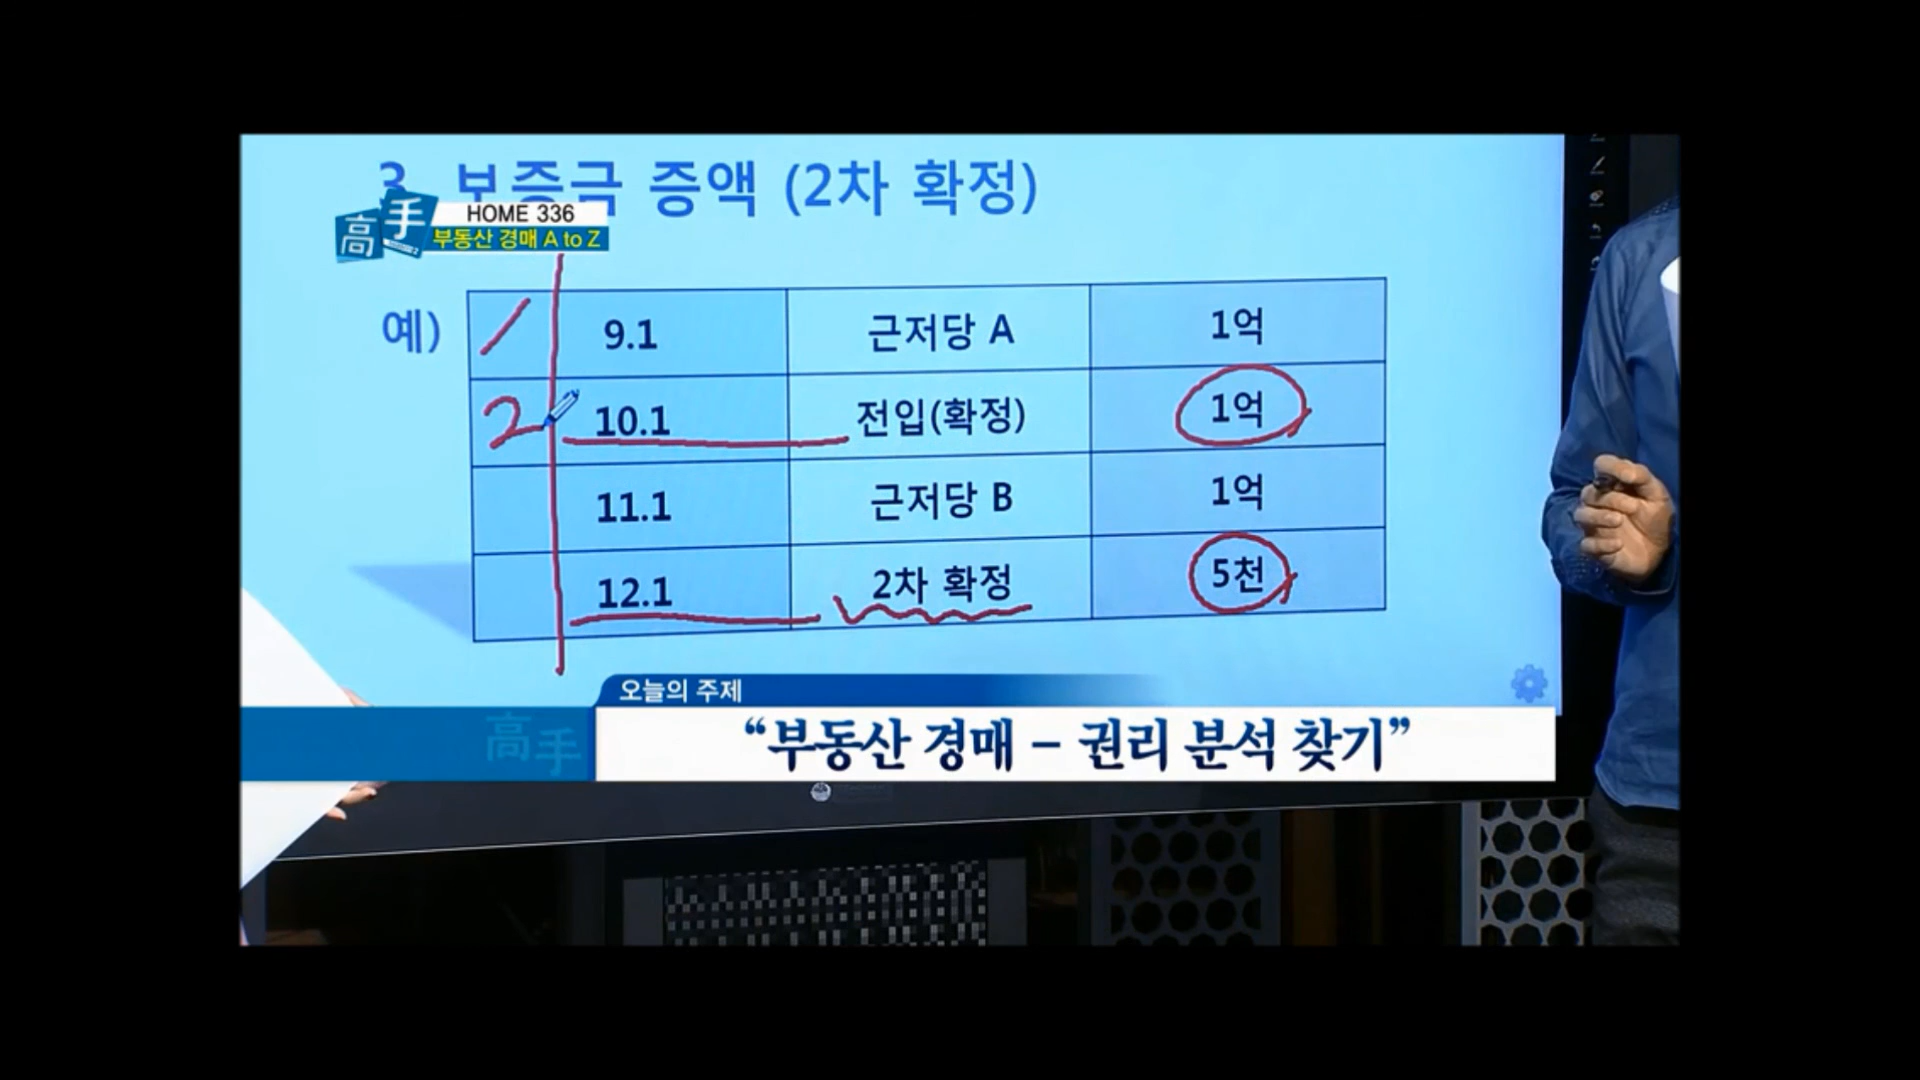 3. 보증금 증액 (2차 확정)
高手
HOME 336
부동산 경매 A to Z
예)
1 9.1 근저당 A 1억
2 10.1 전입(확정) 1억
11.1 근저당 B 1억
12.1 2차 확정 5천
오늘의 주제
高手
“부동산 경매 – 권리 분석 찾기”